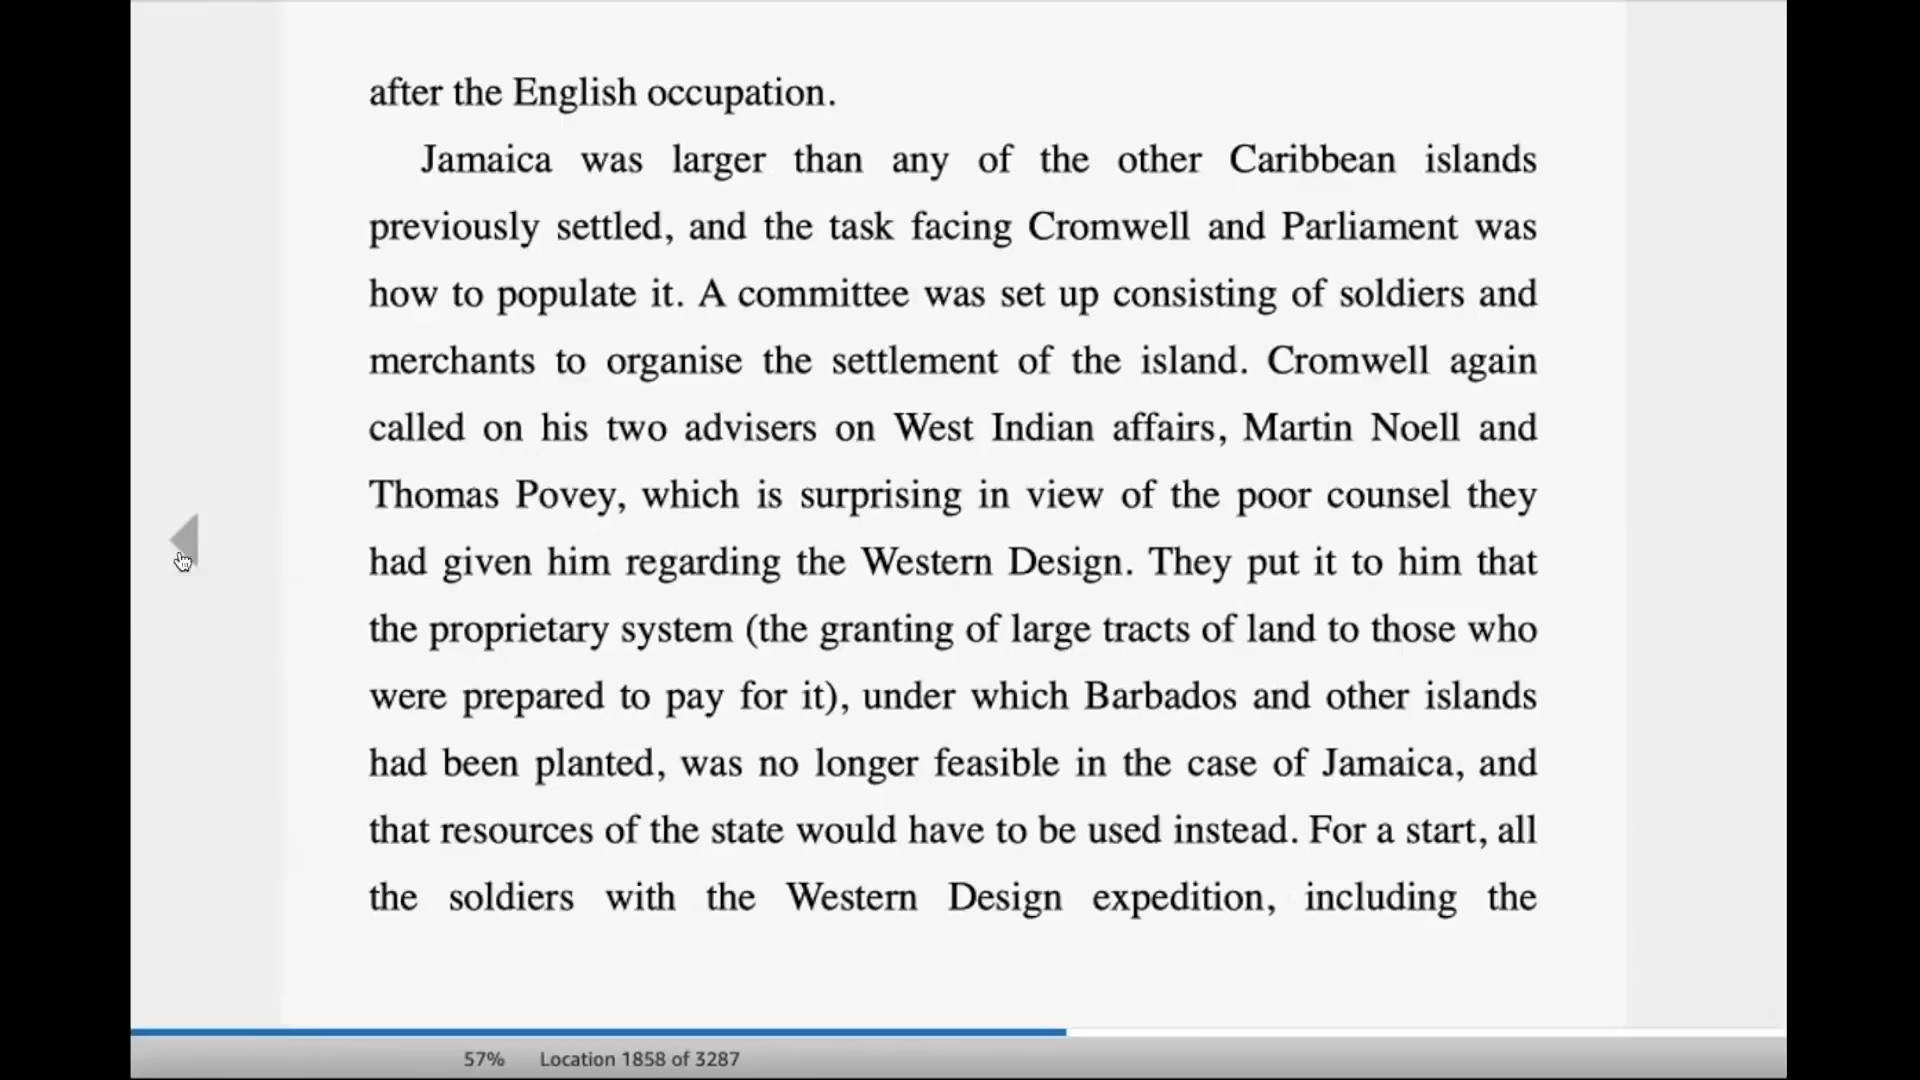 after the English occupation.
Jamaica was larger than any of the other Caribbean islands
previously settled, and the task facing Cromwell and Parliament was
how to populate it. A committee was set up consisting of soldiers and
merchants to organise the settlement of the island. Cromwell again
called on his two advisers on West Indian affairs, Martin Noell and
Thomas Povey, which is surprising in view of the poor counsel they
had given him regarding the Western Design. They put it to him that
the proprietary system (the granting of large tracts of land to those who
were prepared to pay for it), under which Barbados and other islands
had been planted, was no longer feasible in the case of Jamaica, and
that resources of the state would have to be used instead. For a start, all
the soldiers with the Western Design expedition, including the
57% Location 1858 of 3287